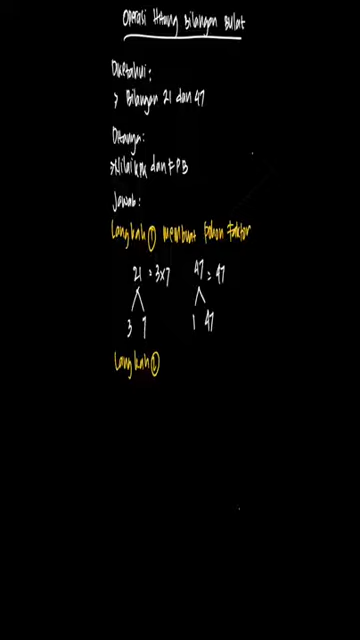 Operasi Hitung Bilangan Bulat
Diketahui:
> Bilangan 21 dan 47
Ditanya:
> Nilai KPK dan FPB
Jawab:
Langkah ① membuat Pohon Faktor
21 = 3 x 7 47 = 47
3 7 1 47
Langkah ②